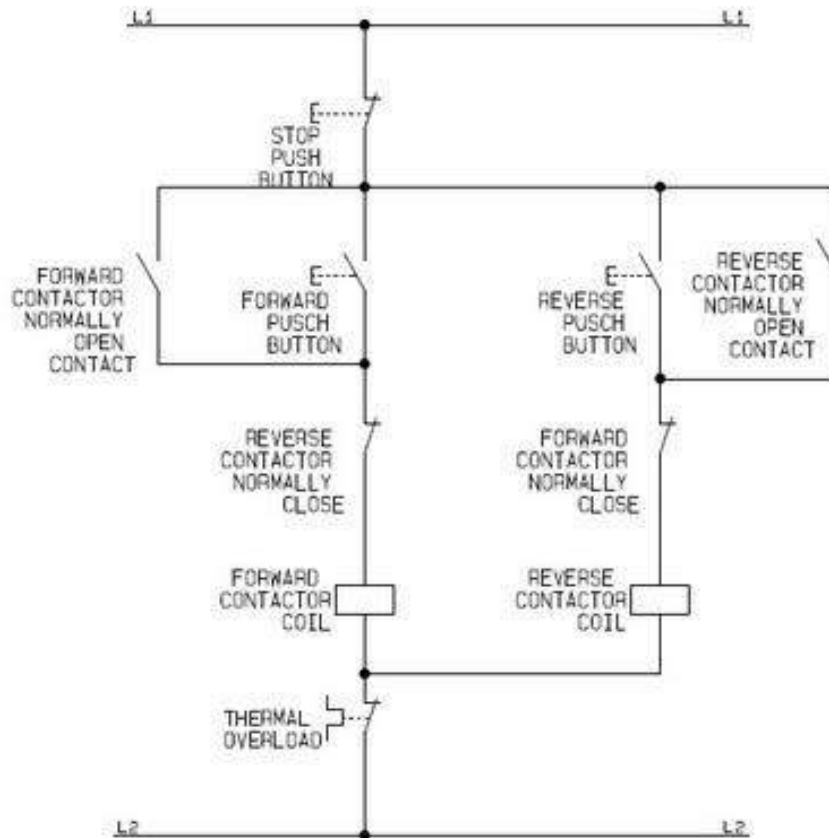 L1
L1
STOP
PUSH
BUTTON
FORWARD
CONTACTOR
NORMALLY
OPEN
CONTACT
FORWARD
PUSCH
BUTTON
REVERSE
PUSCH
BUTTON
REVERSE
CONTACTOR
NORMALLY
OPEN
CONTACT
REVERSE
CONTACTOR
NORMALLY
CLOSE
FORWARD
CONTACTOR
NORMALLY
CLOSE
FORWARD
CONTACTOR
COIL
REVERSE
CONTACTOR
COIL
THERMAL
OVERLOAD
L2
L2